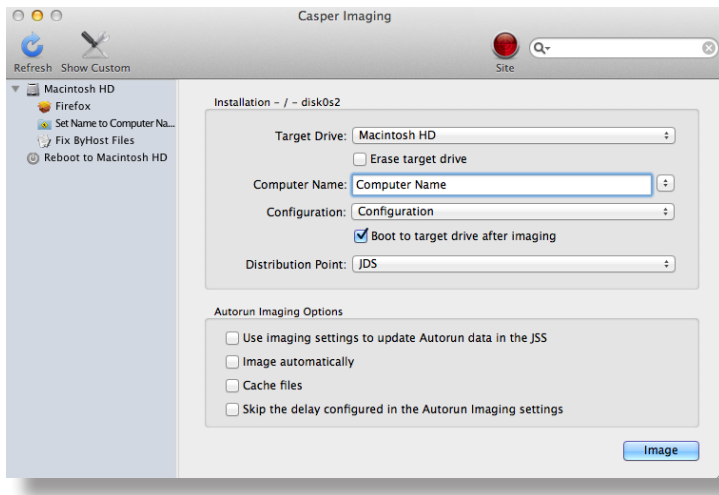 Casper Imaging
Refresh Show Custom
Site
Macintosh HD
Firefox
Set Name to Computer Na...
Fix ByHost Files
Reboot to Macintosh HD
Installation - / - disk0s2
Target Drive: Macintosh HD
Erase target drive
Computer Name: Computer Name
Configuration: Configuration
Boot to target drive after imaging
Distribution Point: JDS
Autorun Imaging Options
Use imaging settings to update Autorun data in the JSS
Image automatically
Cache files
Skip the delay configured in the Autorun Imaging settings
Image